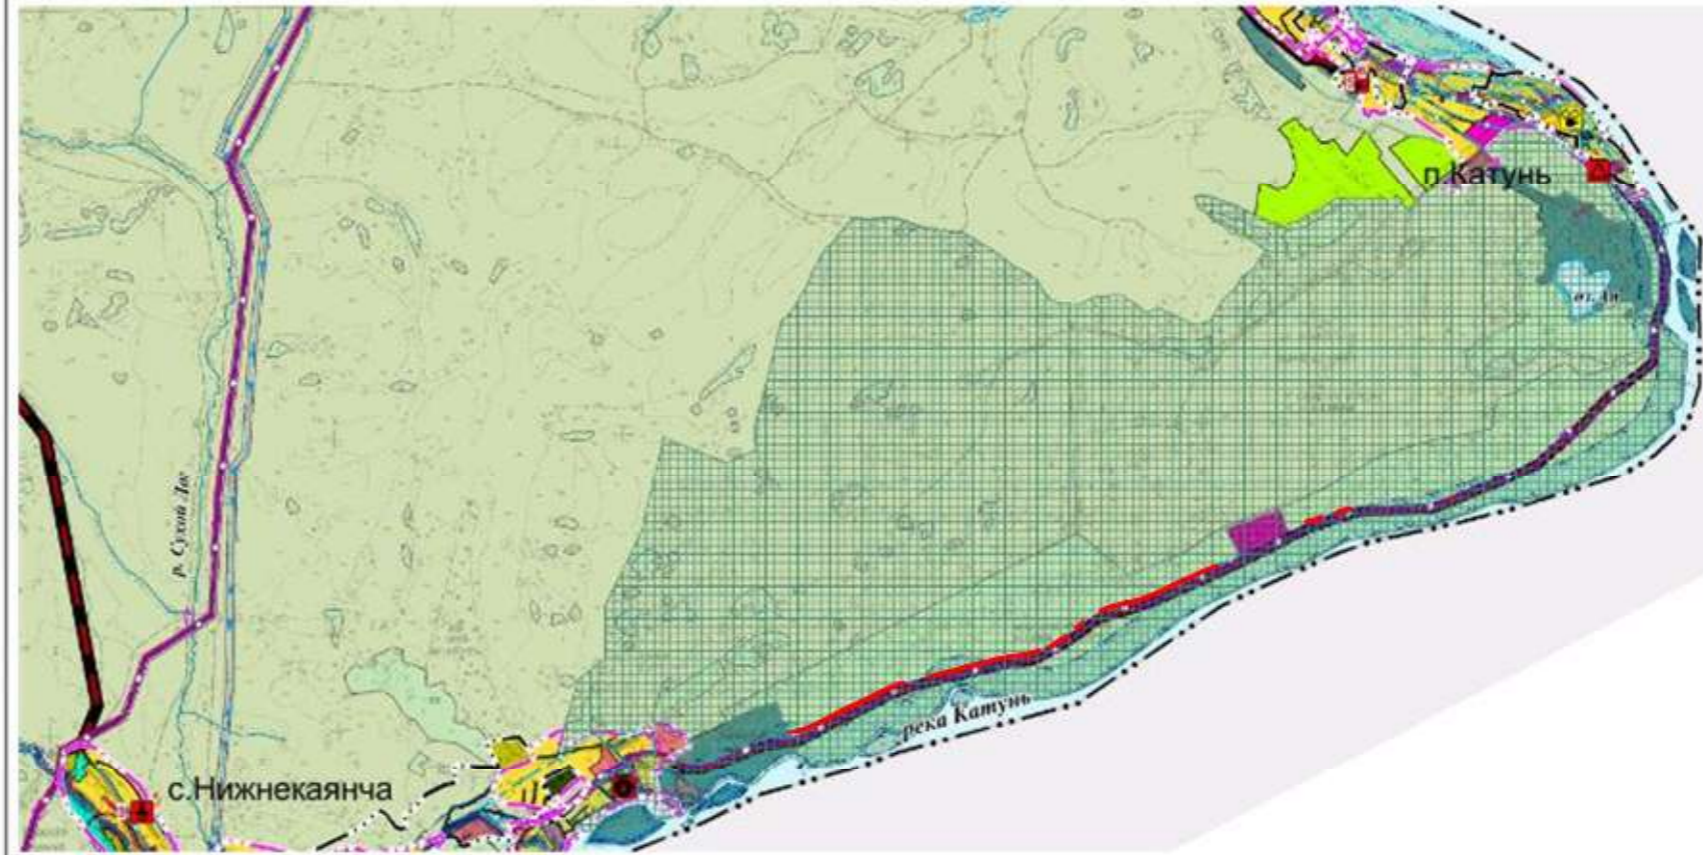 п.Катунь
р. Сухой Лог
река Катунь
с.Нижнекаянча